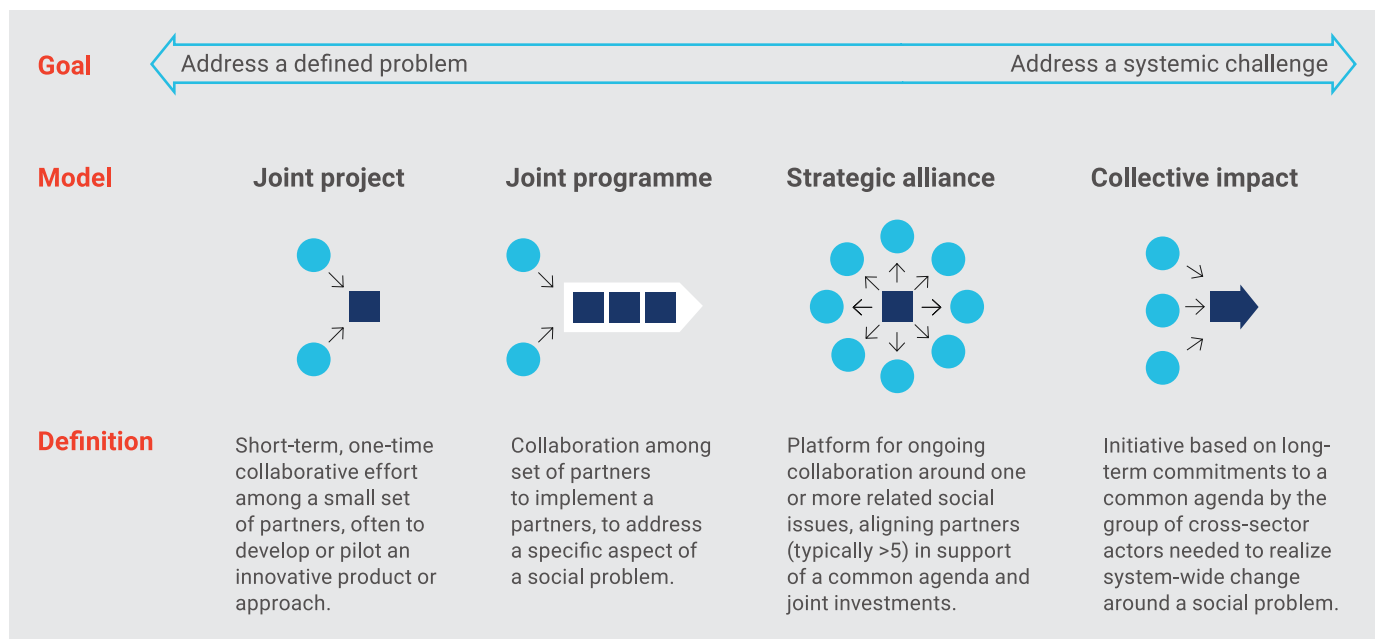 Goal
Address a defined problem
Address a systemic challenge
Model
Joint project
Joint programme
Strategic alliance
Collective impact
Definition
Short-term, one-time
collaborative effort
among a small set
of partners, often to
develop or pilot an
innovative product or
approach.
Collaboration among
set of partners
to implement a
partners, to address
a specific aspect of
a social problem.
Platform for ongoing
collaboration around one
or more related social
issues, aligning partners
(typically >5) in support
of a common agenda and
joint investments.
Initiative based on long-
term commitments to a
common agenda by the
group of cross-sector
actors needed to realize
system-wide change
around a social problem.